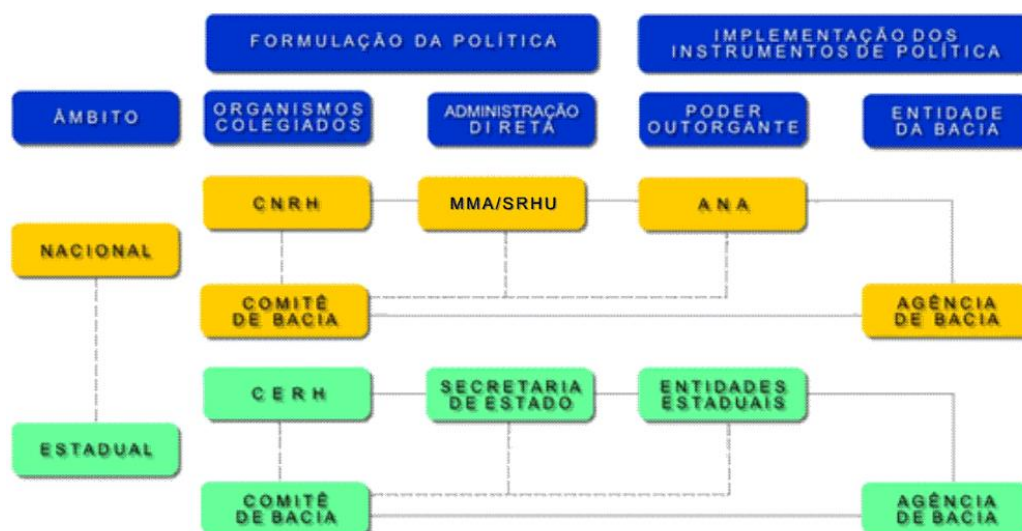 FORMULAÇÃO DA POLÍTICA
IMPLEMENTAÇÃO DOS
INSTRUMENTOS DE POLÍTICA
ÂMBITO
ORGANISMOS
COLEGIADOS
ADMINISTRAÇÃO
DIRETA
PODER
OUTORGANTE
ENTIDADE
DA BACIA
NACIONAL
CNRH
MMA/SRHU
ANA
COMITÊ
DE BACIA
AGÊNCIA
DE BACIA
ESTADUAL
CERH
SECRETARIA
DE ESTADO
ENTIDADES
ESTADUAIS
COMITÊ
DE BACIA
AGÊNCIA
DE BACIA